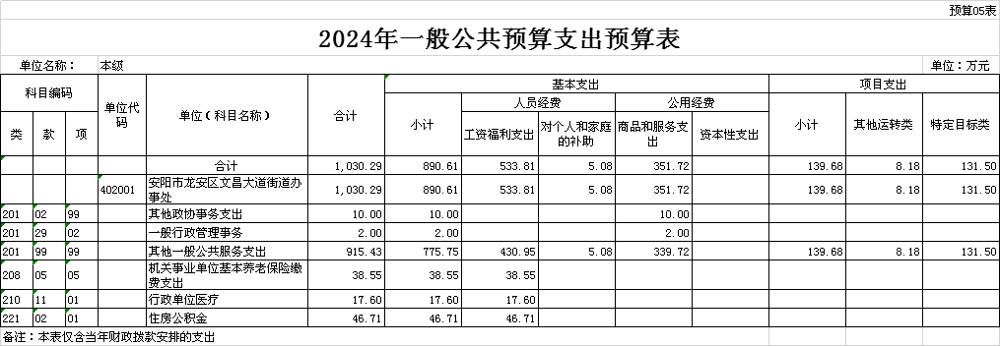 预算05表
2024年一般公共预算支出预算表
单位名称： 本级 单位：万元
科目编码 单位代码 单位（科目名称） 合计 基本支出 项目支出
人员经费 公用经费
类 款 项 小计 工资福利支出 对个人和家庭的补助 商品和服务支出 资本性支出 小计 其他运转类 特定目标类
合计 1,030.29 890.61 533.81 5.08 351.72 139.68 8.18 131.50
402001 安阳市龙安区文昌大道街道办事处 1,030.29 890.61 533.81 5.08 351.72 139.68 8.18 131.50
201 02 99 其他政协事务支出 10.00 10.00 10.00
201 29 02 一般行政管理事务 2.00 2.00 2.00
201 99 99 其他一般公共服务支出 915.43 775.75 430.95 5.08 339.72 139.68 8.18 131.50
208 05 05 机关事业单位基本养老保险缴费支出 38.55 38.55 38.55
210 11 01 行政单位医疗 17.60 17.60 17.60
221 02 01 住房公积金 46.71 46.71 46.71
备注：本表仅含当年财政拨款安排的支出